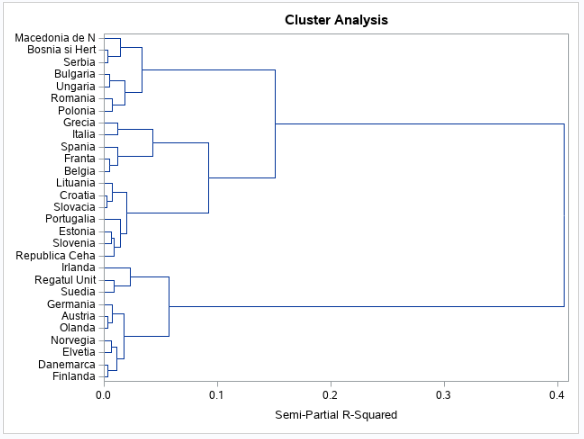 Cluster Analysis
Macedonia de N
Bosnia si Hert
Serbia
Bulgaria
Ungaria
Romania
Polonia
Grecia
Italia
Spania
Franta
Belgia
Lituania
Croatia
Slovacia
Portugalia
Estonia
Slovenia
Republica Ceha
Irlanda
Regatul Unit
Suedia
Germania
Austria
Olanda
Norvegia
Elvetia
Danemarca
Finlanda
0.0 0.1 0.2 0.3 0.4
Semi-Partial R-Squared